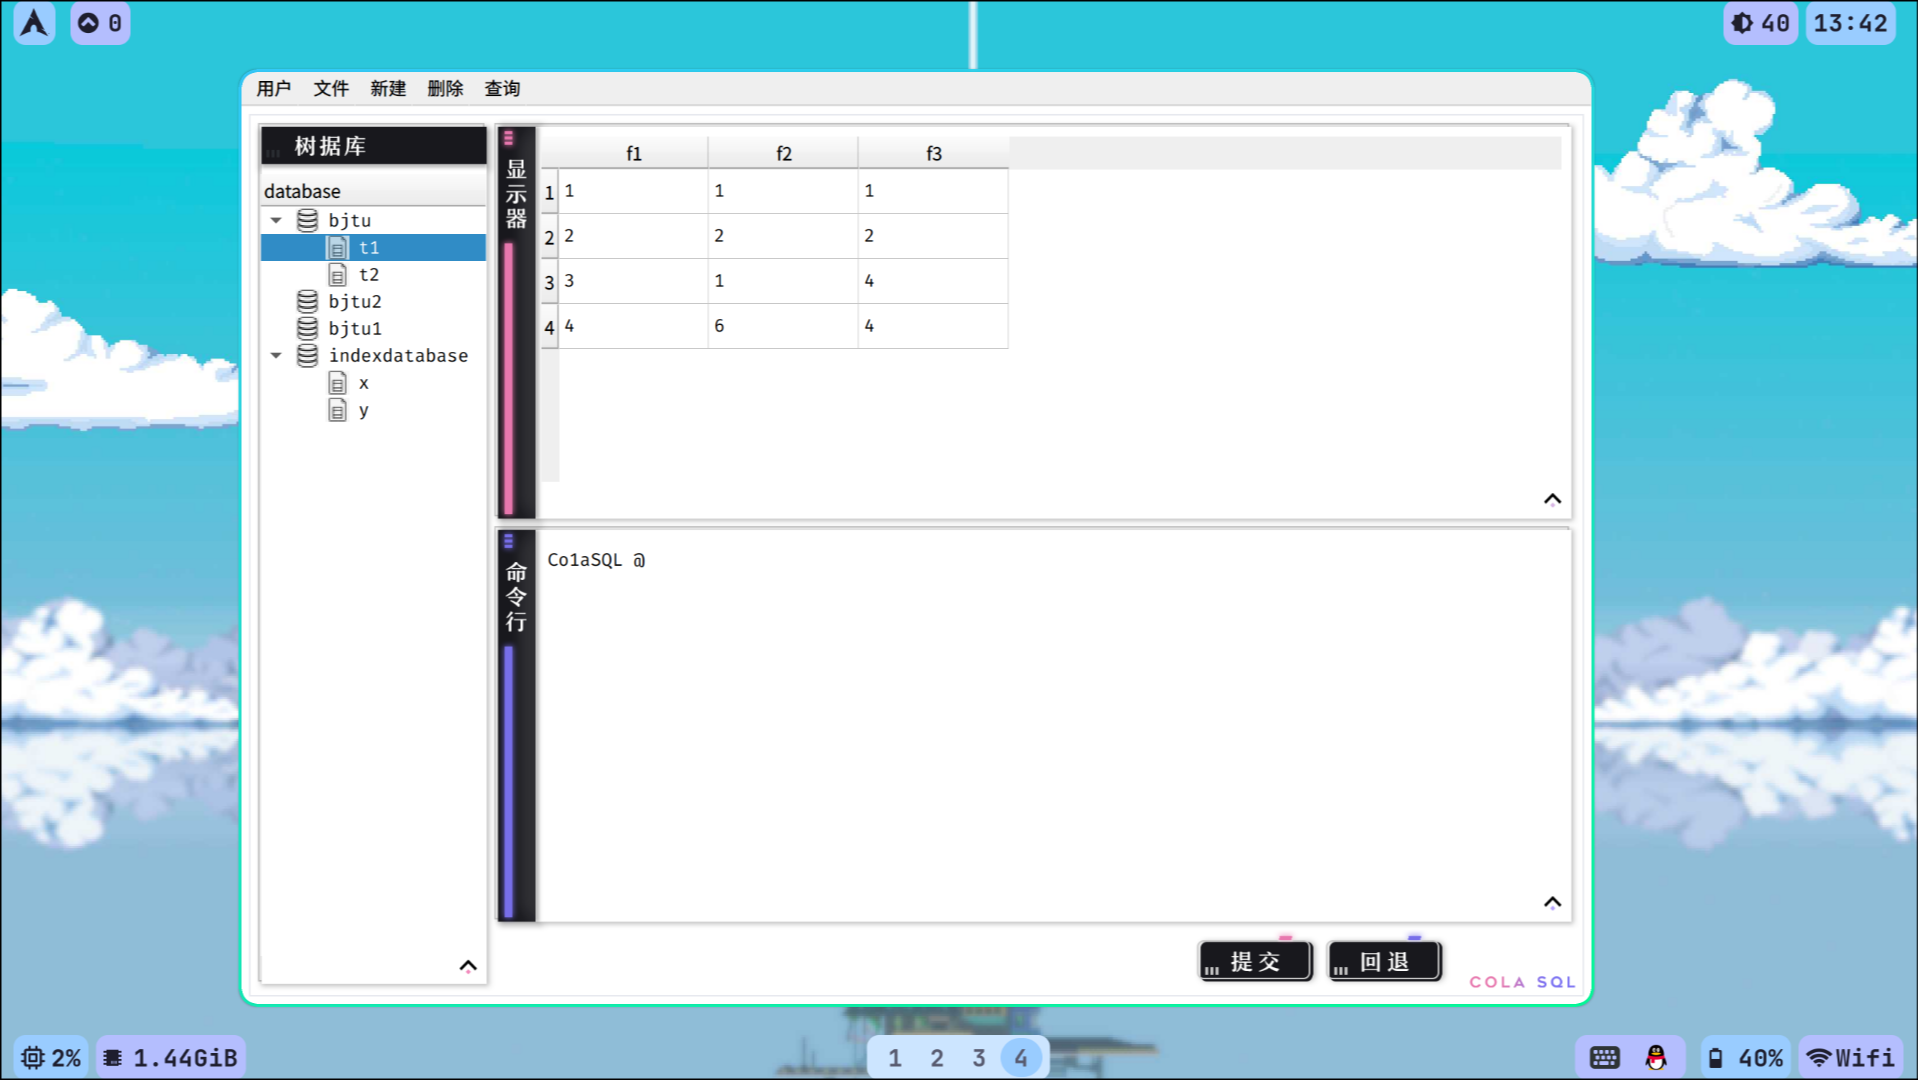 0
40
13:42
用户 文件 新建 删除 查询
树据库
database
bjtu
t1
t2
bjtu2
bjtu1
indexdatabase
x
y
显示器
f1 f2 f3
1 1 1 1
2 2 2 2
3 3 1 4
4 4 6 4
命令行
Co1aSQL @
提交
回退
COLA SQL
2%
1.44GiB
1 2 3 4
40%
Wifi